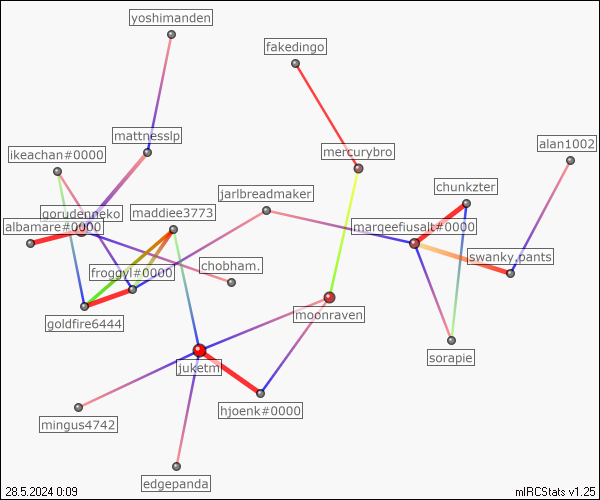 yoshimanden
fakedingo
mattnesslp
alan1002
ikeachan#0000
mercurybro
chunkzter
jarlbreadmaker
gorudenneko
maddiee3773
albamare#0000
marqeefiusalt#0000
swanky.pants
froggyl#0000
chobham.
goldfire6444
moonraven
sorapie
juketm
hjoenk#0000
mingus4742
edgepanda
28.5.2024 0:09
mIRCStats v1.25